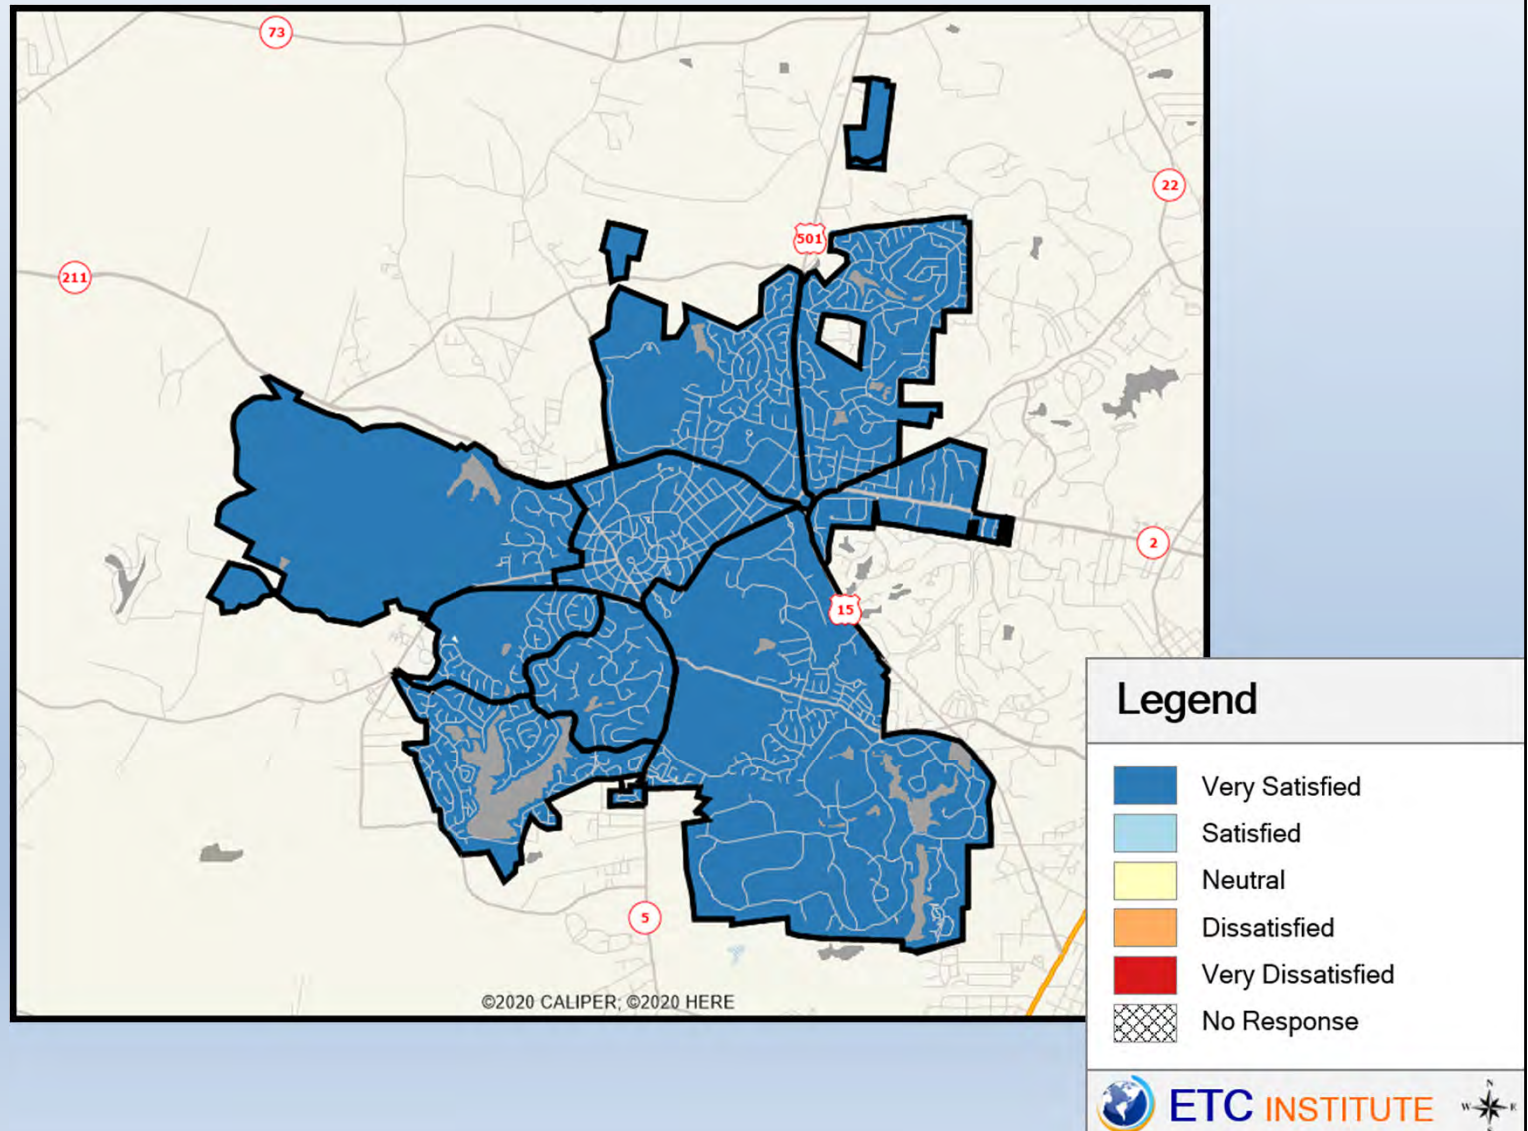 73
22
501
211
2
15
5
©2020 CALIPER; ©2020 HERE
Legend
Very Satisfied
Satisfied
Neutral
Dissatisfied
Very Dissatisfied
No Response
ETC INSTITUTE
N
W E
S